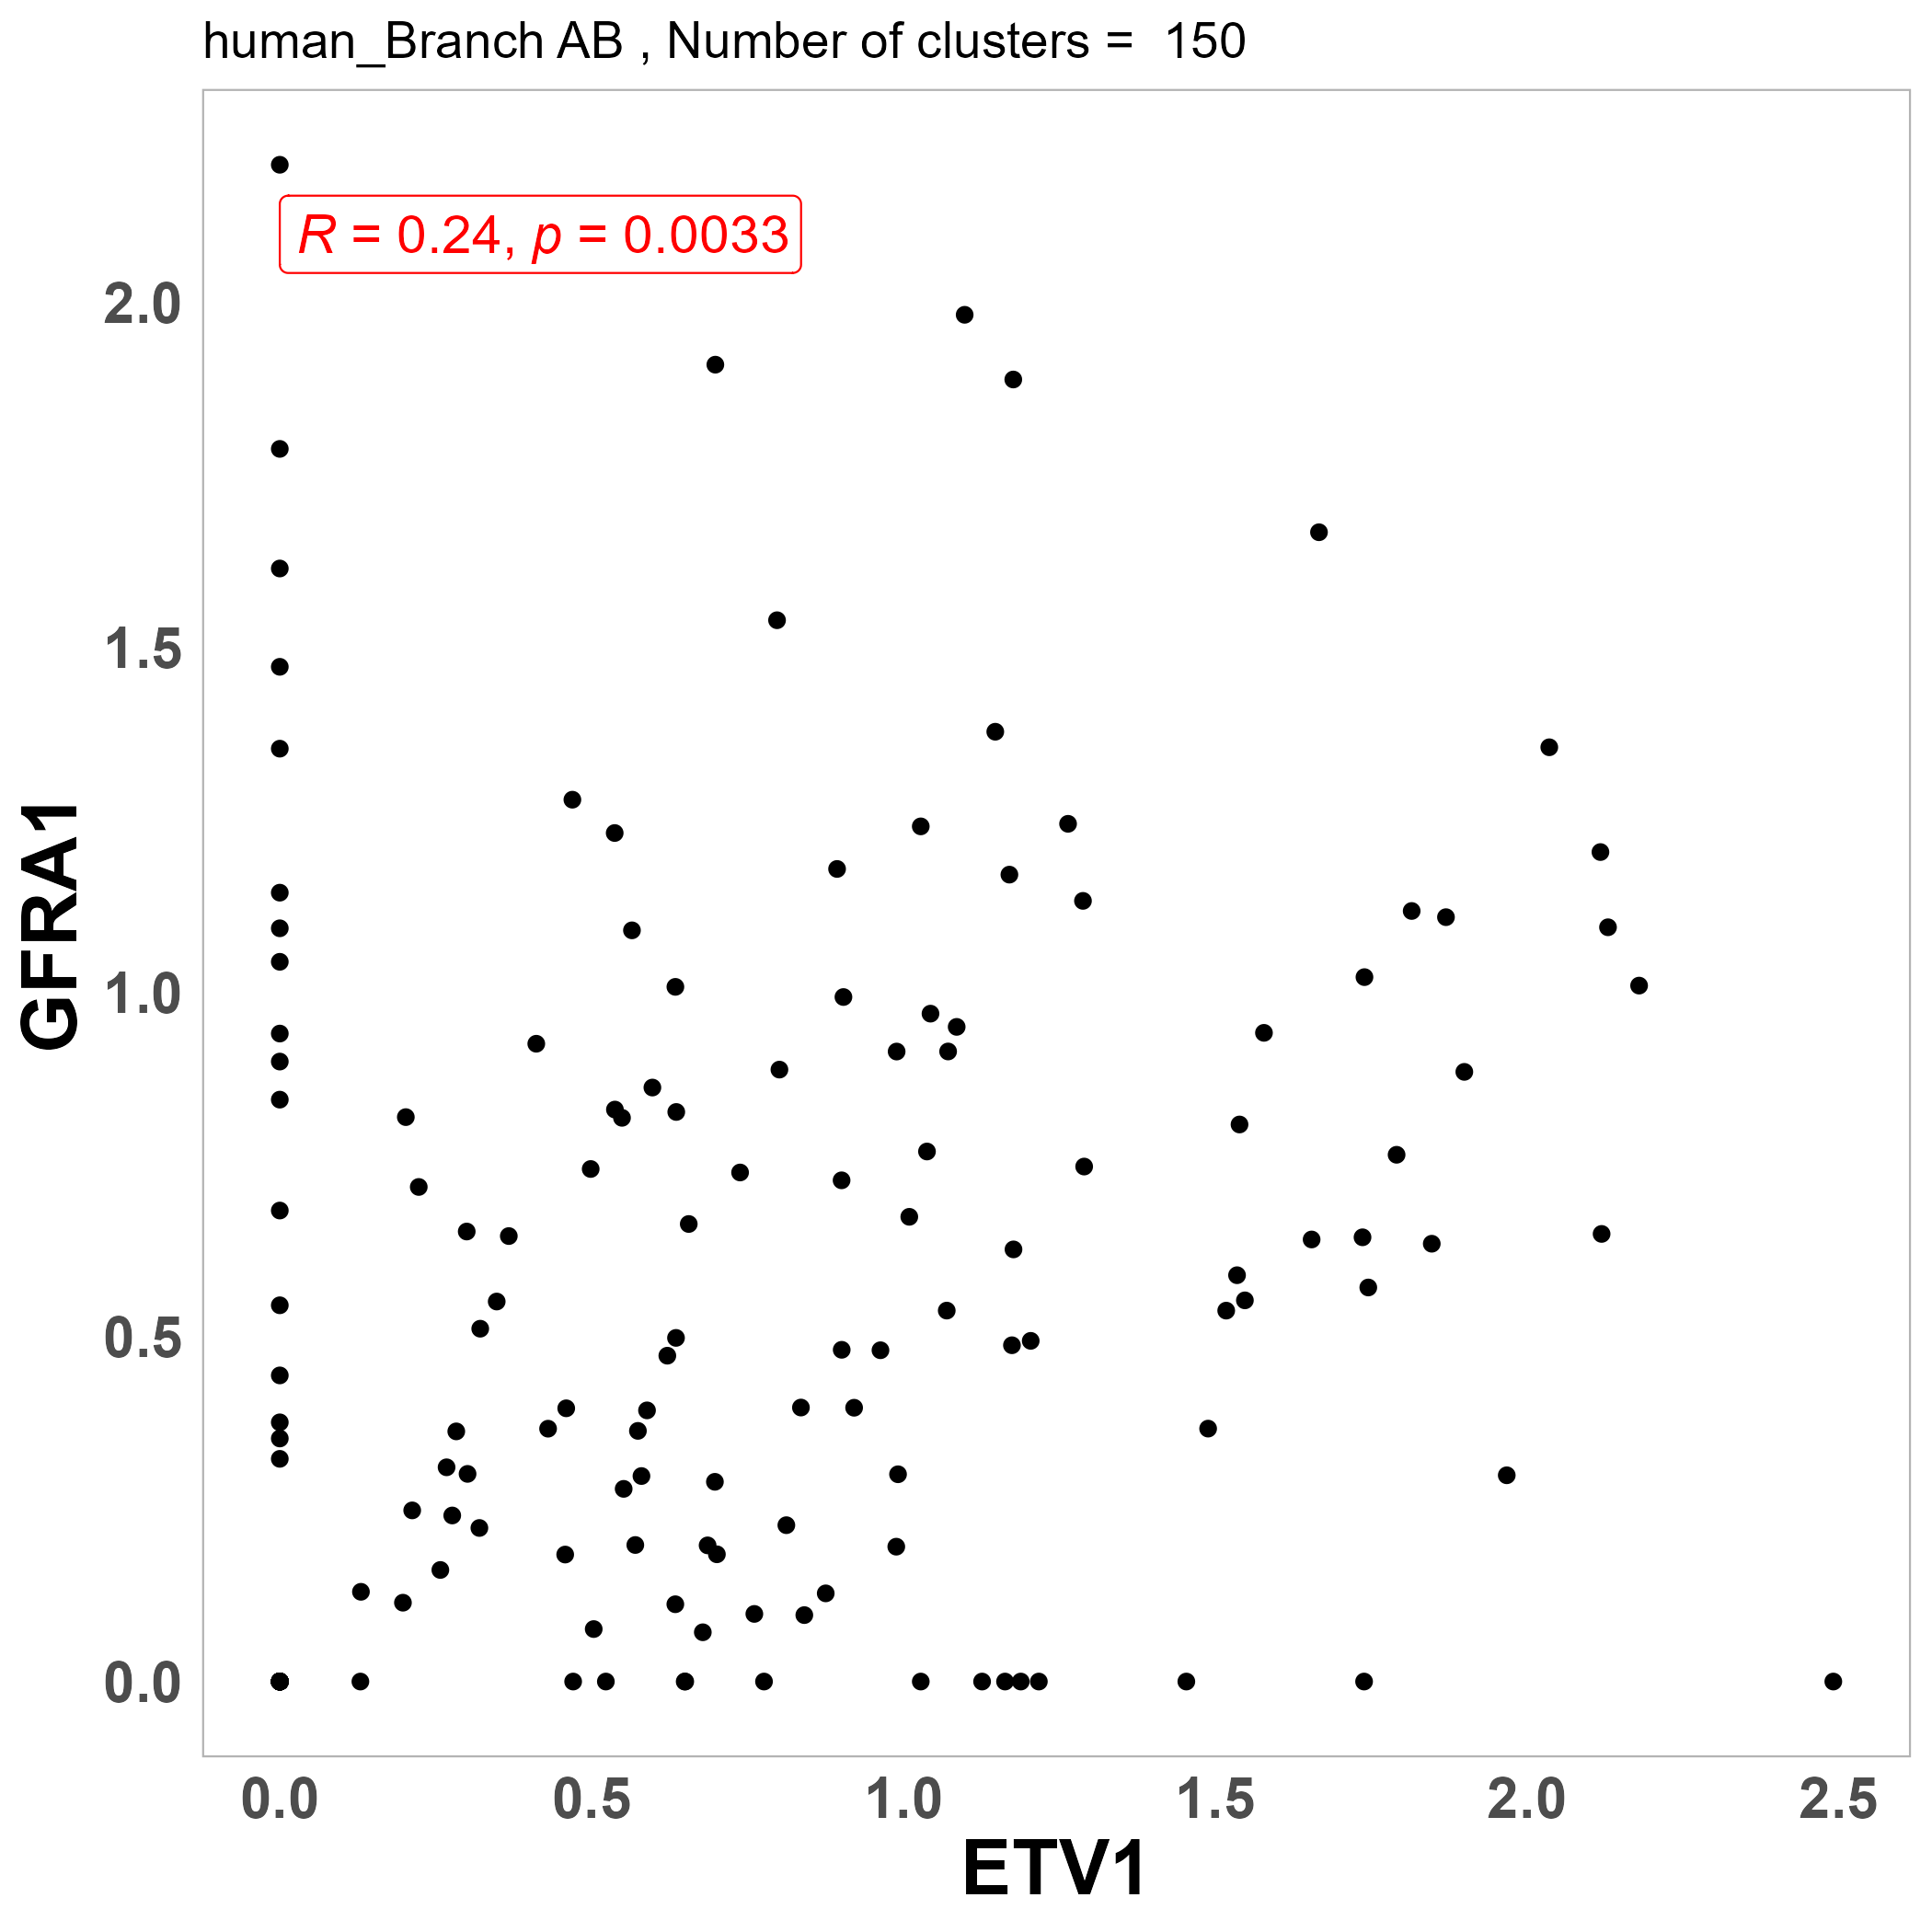 human_Branch AB , Number of clusters =  150
R = 0.24, p = 0.0033
2.0
1.5
1.0
0.5
0.0
GFRA1
0.0 0.5 1.0 1.5 2.0 2.5
ETV1